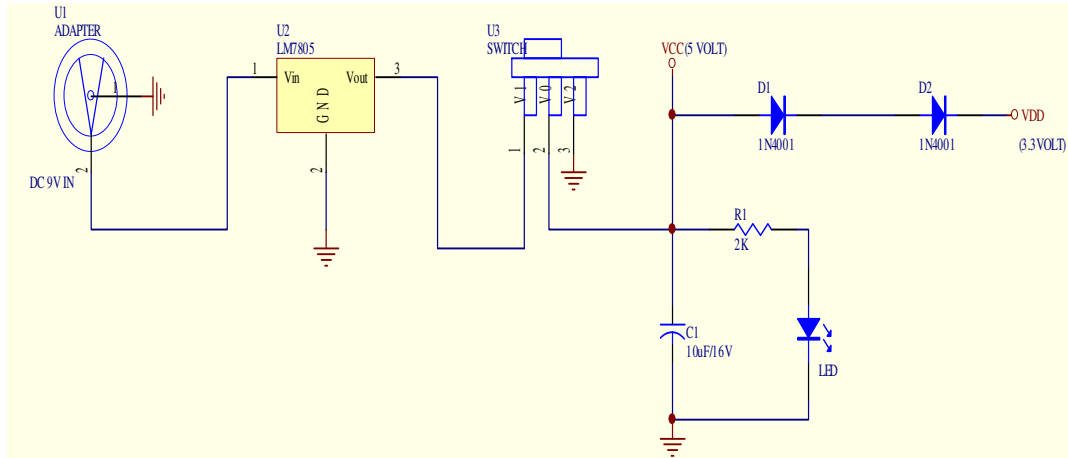 U1
ADAPTER
1
2
DC 9V IN
U2
LM7805
1
Vin
Vout
3
GND
2
U3
SWITCH
V1
V0
V2
1
2
3
VCC(5 VOLT)
D1
1N4001
D2
1N4001
VDD
(3.3VOLT)
R1
2K
C1
10uF/16V
LED